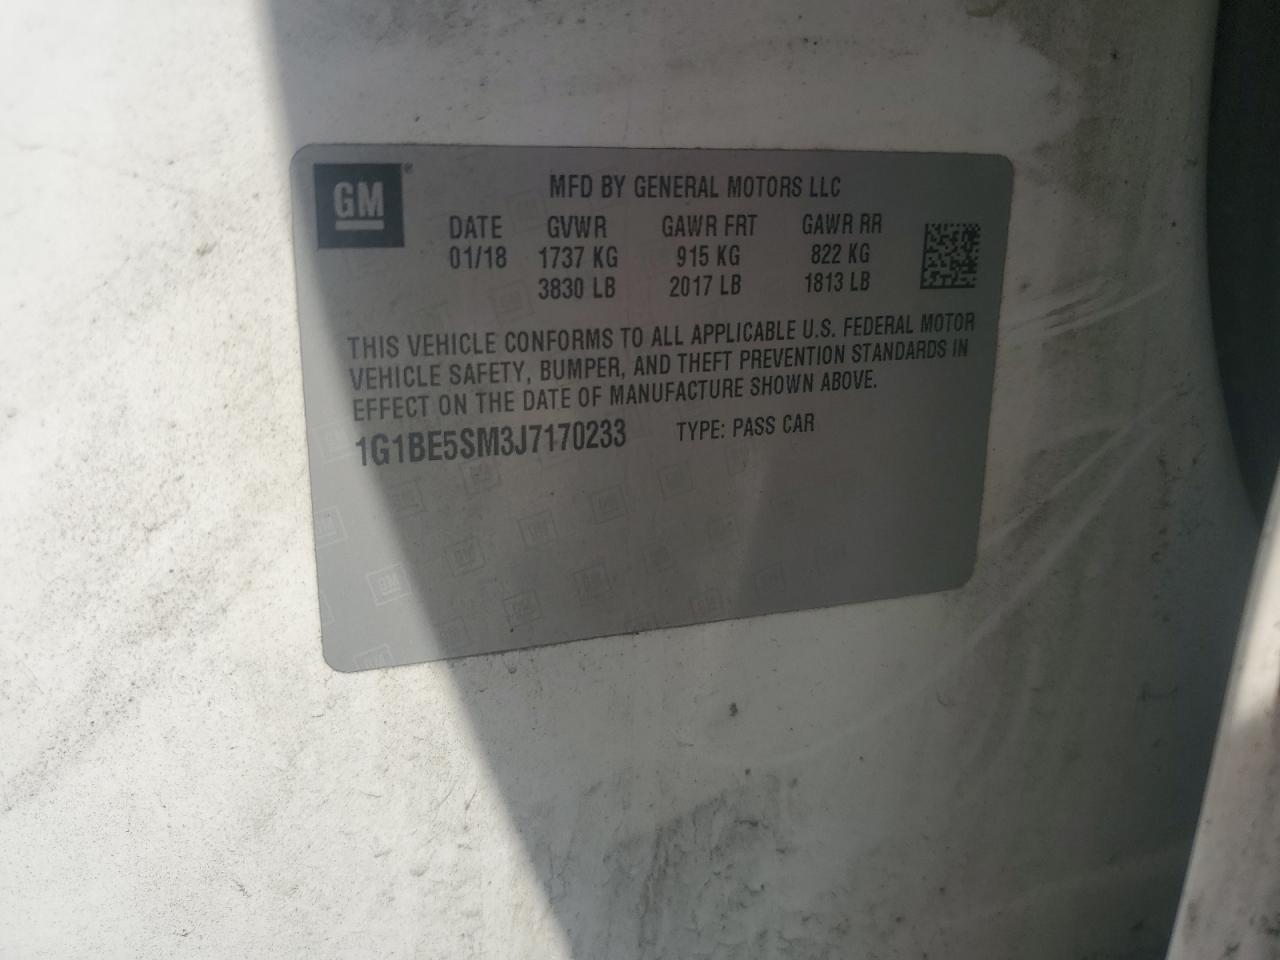 GM
MFD BY GENERAL MOTORS LLC
DATE GVWR GAWR FRT GAWR RR
01/18 1737 KG 915 KG 822 KG
3830 LB 2017 LB 1813 LB
THIS VEHICLE CONFORMS TO ALL APPLICABLE U.S. FEDERAL MOTOR
VEHICLE SAFETY, BUMPER, AND THEFT PREVENTION STANDARDS IN
EFFECT ON THE DATE OF MANUFACTURE SHOWN ABOVE.
1G1BE5SM3J7170233 TYPE: PASS CAR